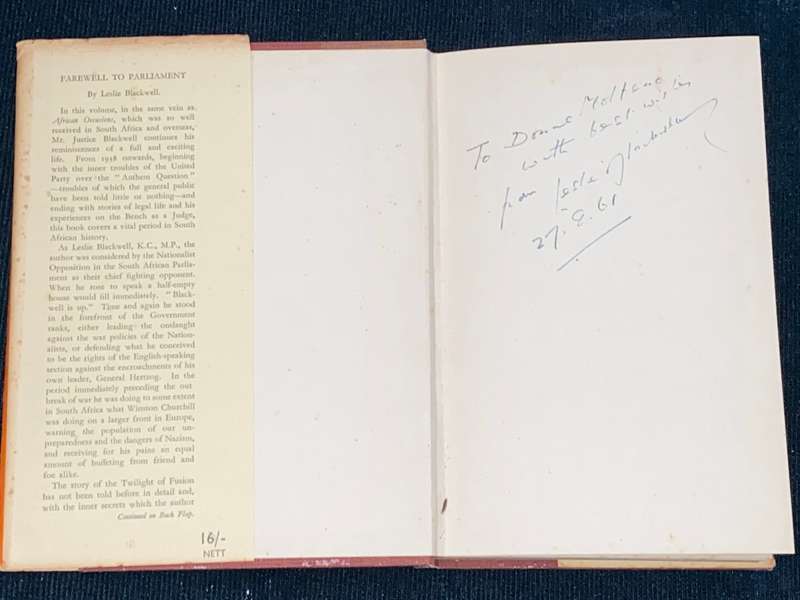 FAREWELL TO PARLIAMENT
By Leslie Blackwell.
In this volume, in the same vein as
African Occasions, which was so well
received in South Africa and overseas,
Mr. Justice Blackwell continues his
reminiscences of a full and exciting
life. From 1938 onwards, beginning
with the inner troubles of the United
Party over the "Anthem Question"
—troubles of which the general public
have been told little or nothing—and
ending with stories of legal life and his
experiences on the Bench as a Judge,
this book covers a vital period in South
African history.
As Leslie Blackwell, K.C., M.P., the
author was considered by the Nationalist
Opposition in the South African Parlia-
ment as their chief fighting opponent.
When he rose to speak a half-empty
house would fill immediately. "Black-
well is up." Time and again he stood
in the forefront of the Government
ranks, either leading the onslaught
against the war policies of the Nation-
alists, or defending what he conceived
to be the rights of the English-speaking
section against the encroachments of his
own leader, General Hertzog. In the
period immediately preceding the out
break of war he was doing to some extent
in South Africa what Winston Churchill
was doing on a larger front in Europe,
warning the population of our un-
preparedness and the dangers of Nazism,
and receiving for his pains an equal
amount of buffeting from friend and
foe alike.
The story of the Twilight of Fusion
has not been told before in detail and,
with the inner secrets which the author
Continued on Back Flap.
16/-
NETT
To Donald Molteno
with best wishes
from Leslie Blackwell
27.8.61